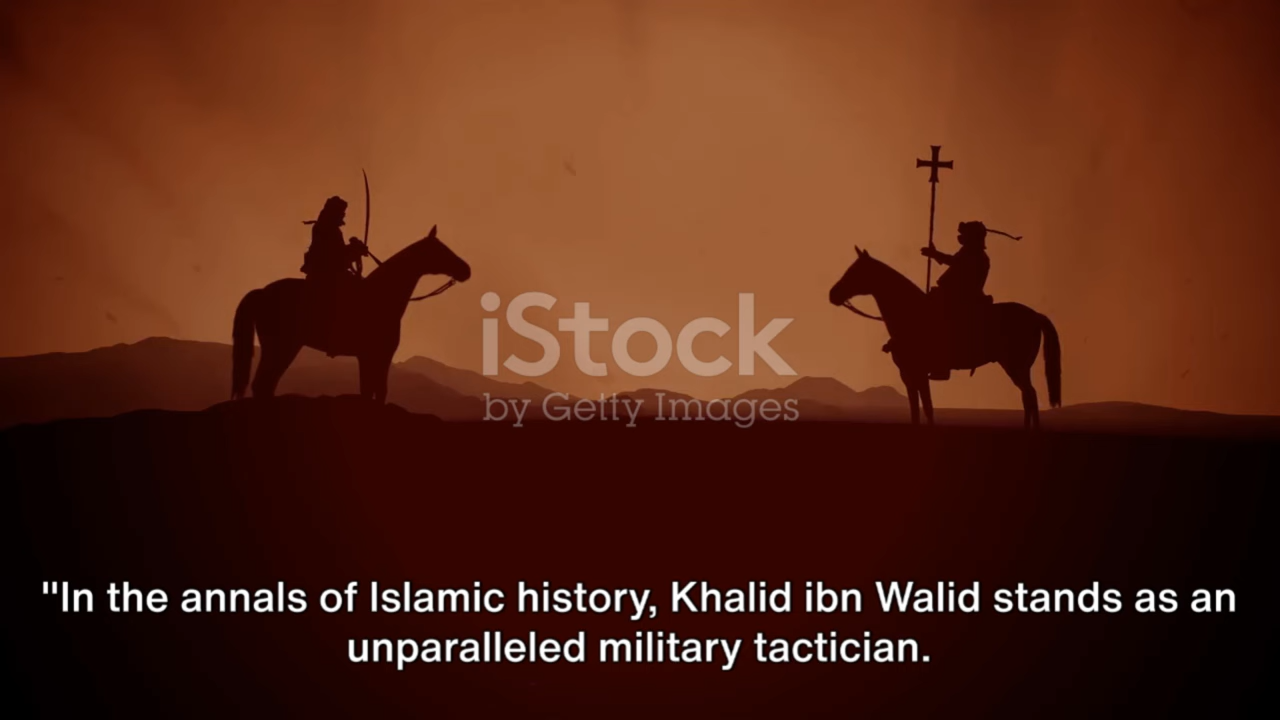 iStock
by Getty Images
"In the annals of Islamic history, Khalid ibn Walid stands as an
unparalleled military tactician.